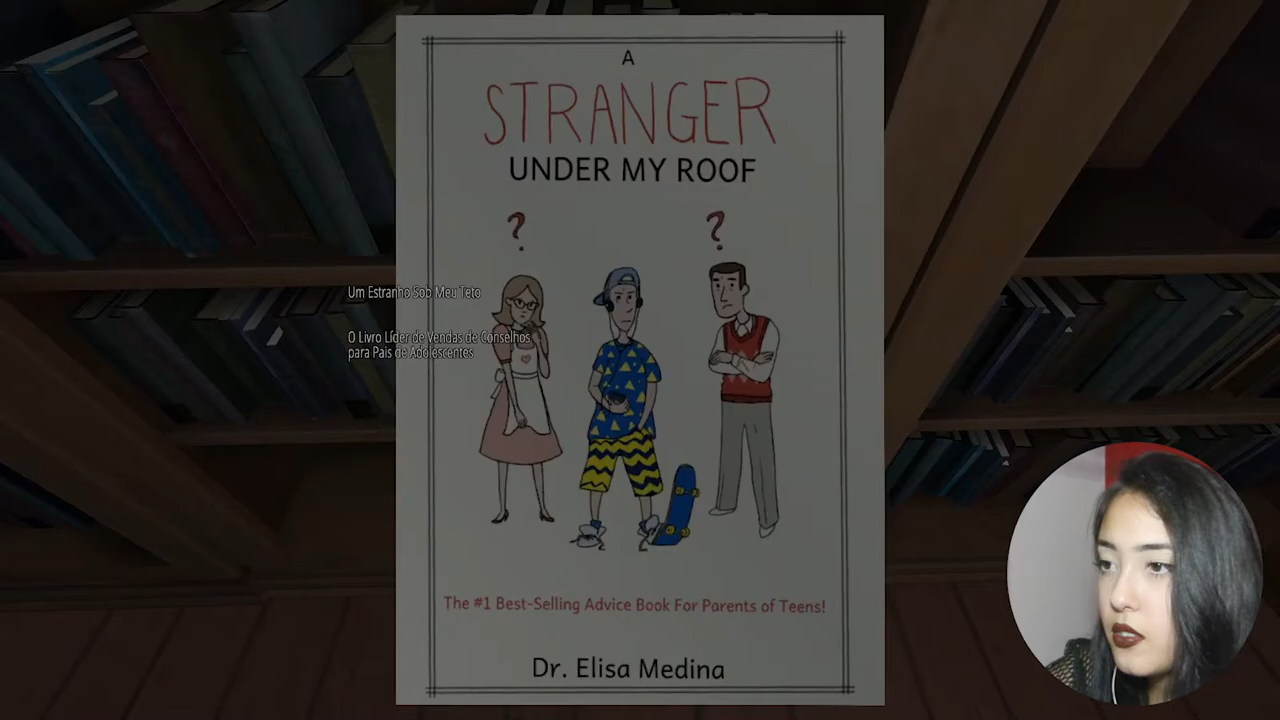 A
STRANGER
UNDER MY ROOF
?
?
Um Estranho Sob Meu Teto
O Livro Líder de Vendas de Conselhos
para Pais de Adolescentes
The #1 Best-Selling Advice Book For Parents of Teens!
Dr. Elisa Medina